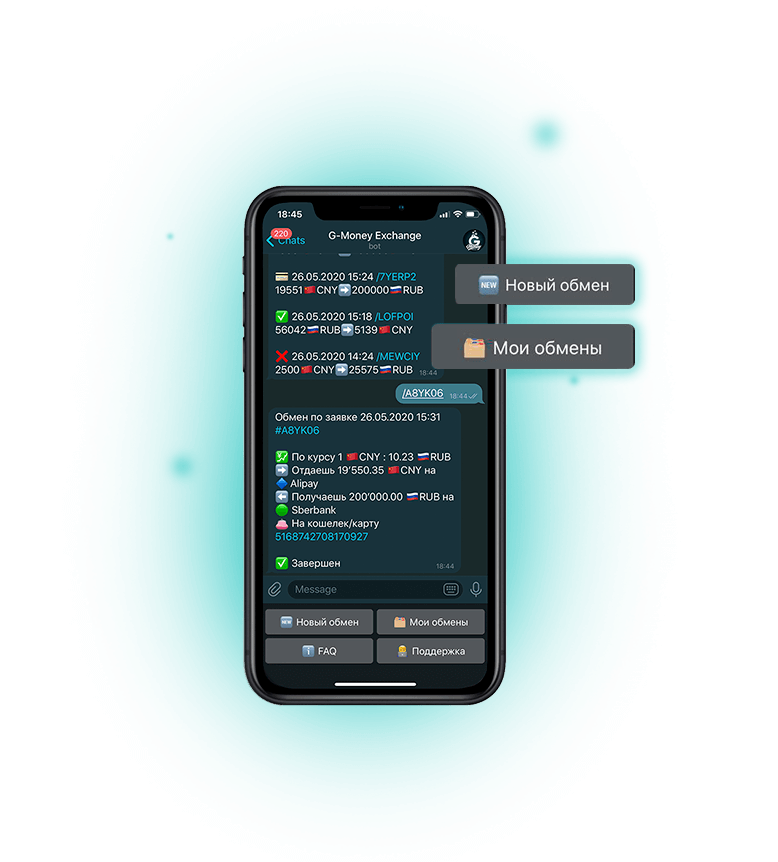 18:45
220
Chats
G-Money Exchange
bot
26.05.2020 15:24 /7YERP2
19551🇨🇳CNY➡️200000🇷🇺RUB
✅ 26.05.2020 15:18 /LOFPOI
56042🇷🇺RUB➡️5139🇨🇳CNY
❌ 26.05.2020 14:24 /MEWCIY
2500🇨🇳CNY➡️25575🇷🇺RUB
18:44
/A8YK06 18:44
Обмен по заявке 26.05.2020 15:31
#A8YK06
💹 По курсу 1 🇨🇳CNY : 10.23 🇷🇺RUB
➡️ Отдаешь 19'550.35 🇨🇳CNY на
🔷 Alipay
⬅️ Получаешь 200'000.00 🇷🇺RUB на
🟢 Sberbank
👛 На кошелек/карту
5168742708170927
✅ Завершен
18:44
Message
🆕 Новый обмен
🗂 Мои обмены
ℹ️ FAQ
Поддержка
🆕 Новый обмен
🗂 Мои обмены